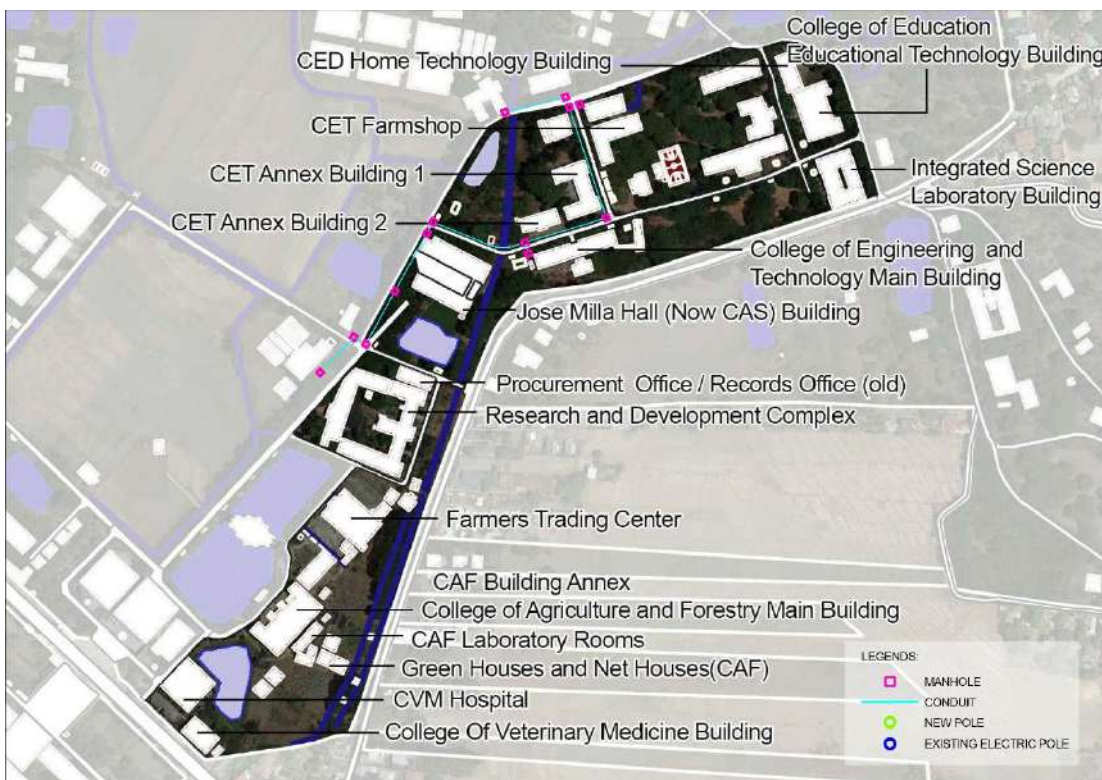 College of Education
Educational Technology Building
CED Home Technology Building
CET Farmshop
CET Annex Building 1
Integrated Science
Laboratory Building
CET Annex Building 2
College of Engineering and
Technology Main Building
Jose Milla Hall (Now CAS) Building
Procurement Office / Records Office (old)
Research and Development Complex
Farmers Trading Center
CAF Building Annex
College of Agriculture and Forestry Main Building
CAF Laboratory Rooms
Green Houses and Net Houses(CAF)
CVM Hospital
College Of Veterinary Medicine Building
LEGENDS:
MANHOLE
CONDUIT
NEW POLE
EXISTING ELECTRIC POLE